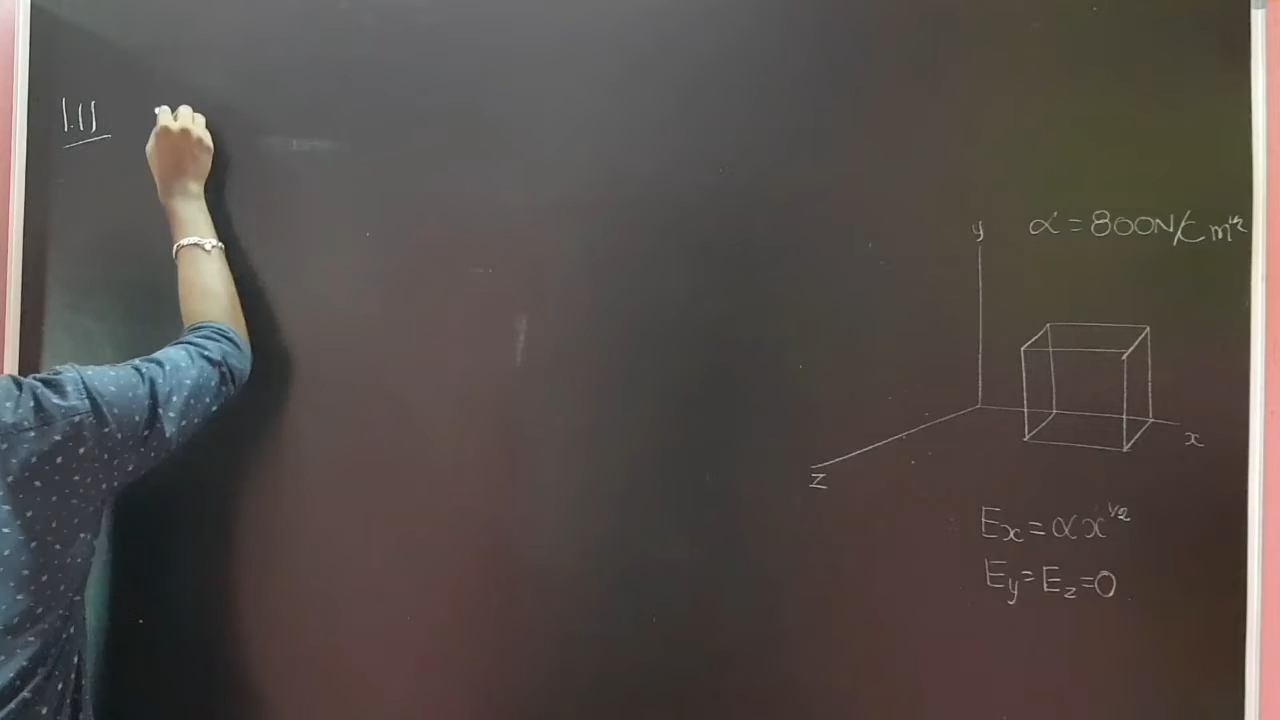 1.11
α = 800N/C m^1/2
y
x
z
Ex = αx^1/2
Ey = Ez = 0